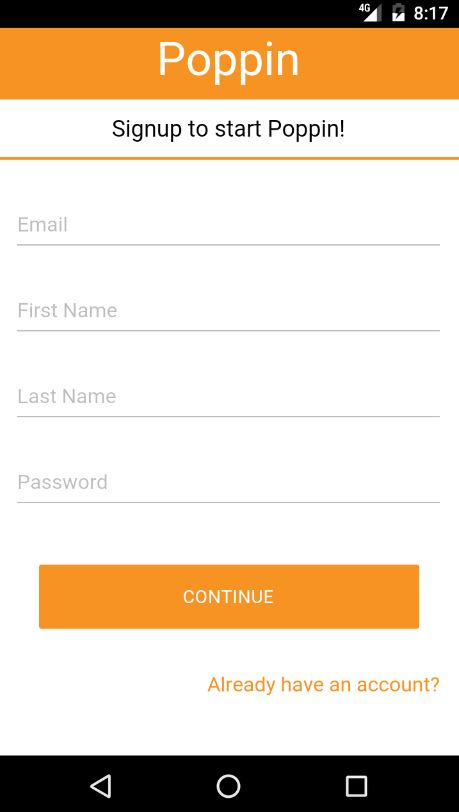 4G 8:17
Poppin
Signup to start Poppin!
Email
First Name
Last Name
Password
CONTINUE
Already have an account?